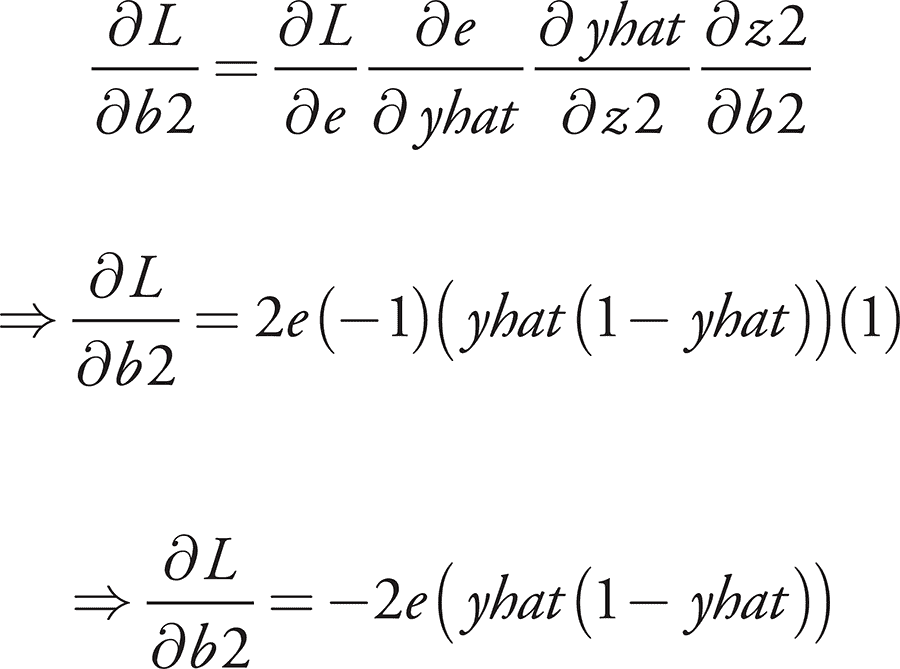 ∂L/∂b2 = ∂L/∂e ∂e/∂yhat ∂yhat/∂z2 ∂z2/∂b2
⇒ ∂L/∂b2 = 2e(−1)(yhat(1− yhat))(1)
⇒ ∂L/∂b2 = −2e(yhat(1− yhat))